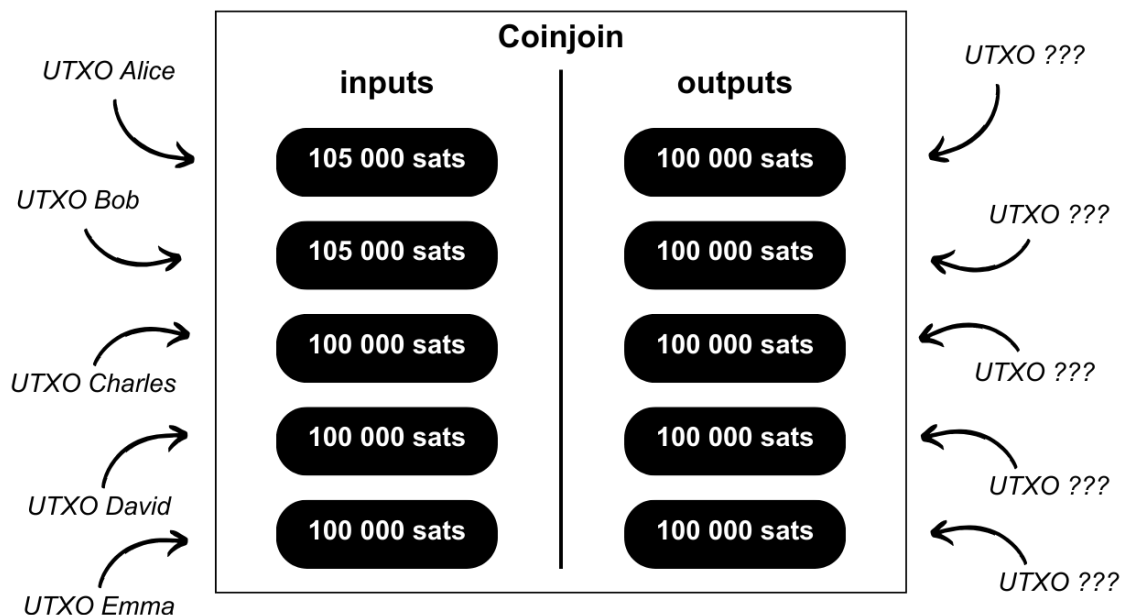 Coinjoin
inputs
outputs
UTXO Alice
105 000 sats
100 000 sats
UTXO ???
UTXO Bob
105 000 sats
100 000 sats
UTXO ???
UTXO Charles
100 000 sats
100 000 sats
UTXO ???
UTXO David
100 000 sats
100 000 sats
UTXO ???
UTXO Emma
100 000 sats
100 000 sats
UTXO ???